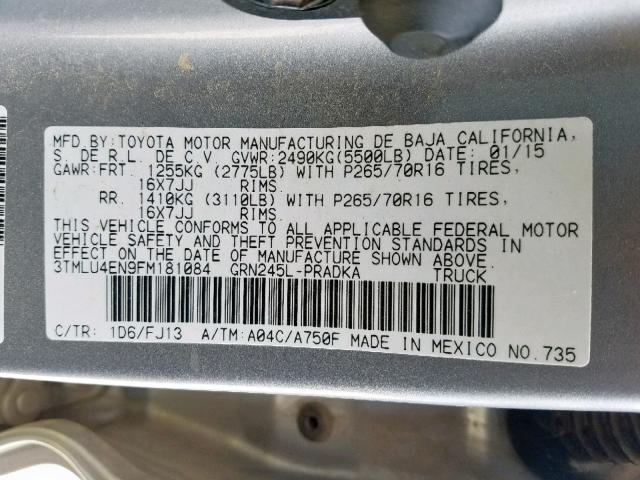 MFD.BY:TOYOTA MOTOR MANUFACTURING DE BAJA CALIFORNIA,
S. DE R.L. DE C.V. GVWR:2490KG(5500LB) DATE: 01/15
GAWR:FRT. 1255KG (2775LB) WITH P265/70R16 TIRES,
16X7JJ RIMS.
RR. 1410KG (3110LB) WITH P265/70R16 TIRES,
16X7JJ RIMS
THIS VEHICLE CONFORMS TO ALL APPLICABLE FEDERAL MOTOR
VEHICLE SAFETY AND THEFT PREVENTION STANDARDS IN
EFFECT ON THE DATE OF MANUFACTURE SHOWN ABOVE.
3TMLU4EN9FM181084 GRN245L-PRADKA TRUCK
C/TR: 1D6/FJ13 A/TM:A04C/A750F MADE IN MEXICO NO.735